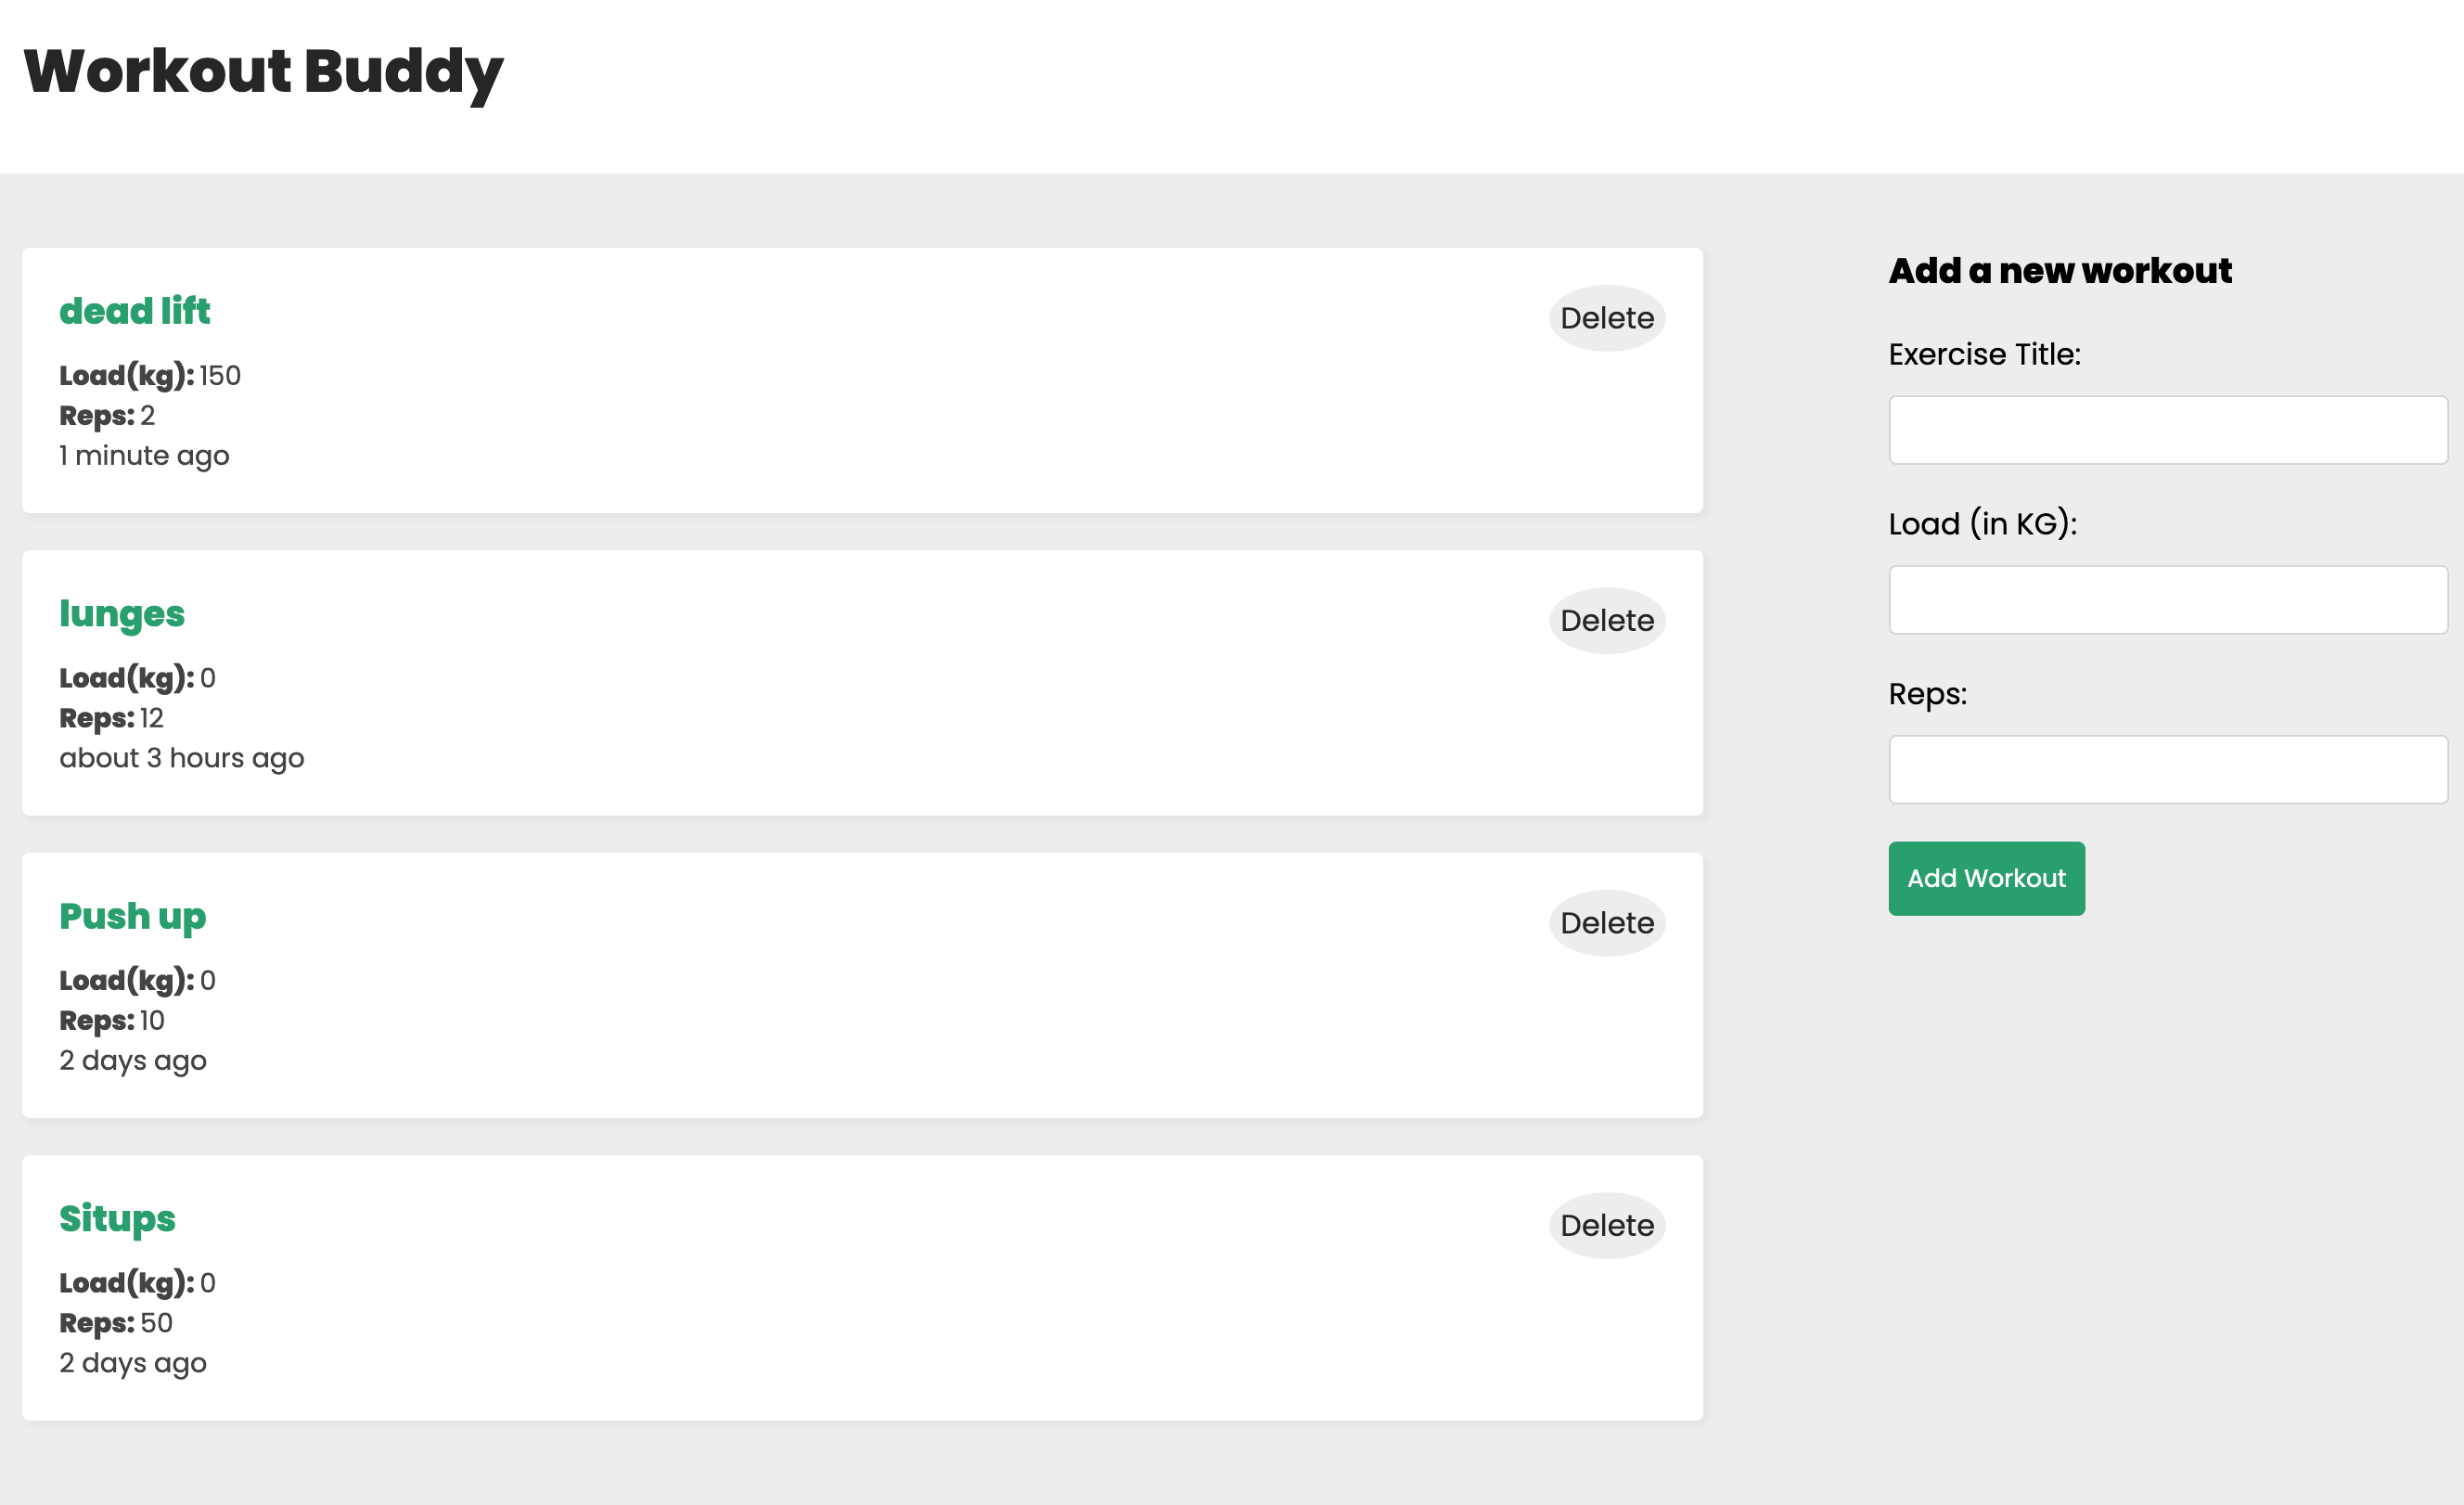 Workout Buddy
dead lift
Delete
Load(kg): 150
Reps: 2
1 minute ago
lunges
Delete
Load(kg): 0
Reps: 12
about 3 hours ago
Push up
Delete
Load(kg): 0
Reps: 10
2 days ago
Situps
Delete
Load(kg): 0
Reps: 50
2 days ago
Add a new workout
Exercise Title:
Load (in KG):
Reps:
Add Workout